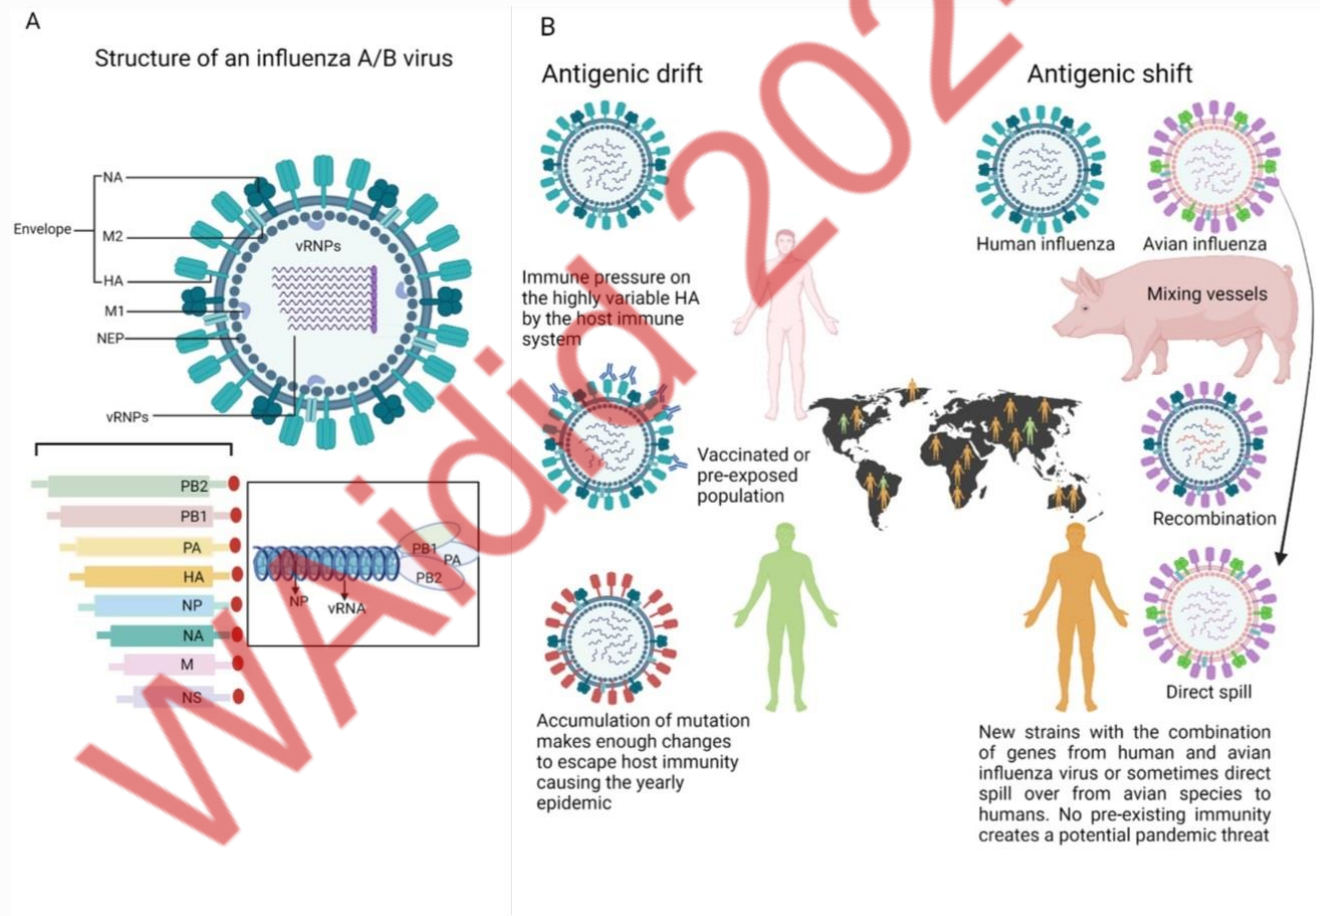 A
Structure of an influenza A/B virus
NA
Envelope
M2
HA
M1
NEP
vRNPs
vRNPs
PB2
PB1
PA
HA
NP
NA
M
NS
PB1
PA
PB2
NP
vRNA
B
Antigenic drift
Immune pressure on
the highly variable HA
by the host immune
system
Vaccinated or
pre-exposed
population
Accumulation of mutation
makes enough changes
to escape host immunity
causing the yearly
epidemic
Antigenic shift
Human influenza
Avian influenza
Mixing vessels
Recombination
Direct spill
New strains with the combination
of genes from human and avian
influenza virus or sometimes direct
spill over from avian species to
humans. No pre-existing immunity
creates a potential pandemic threat
WAidid 202